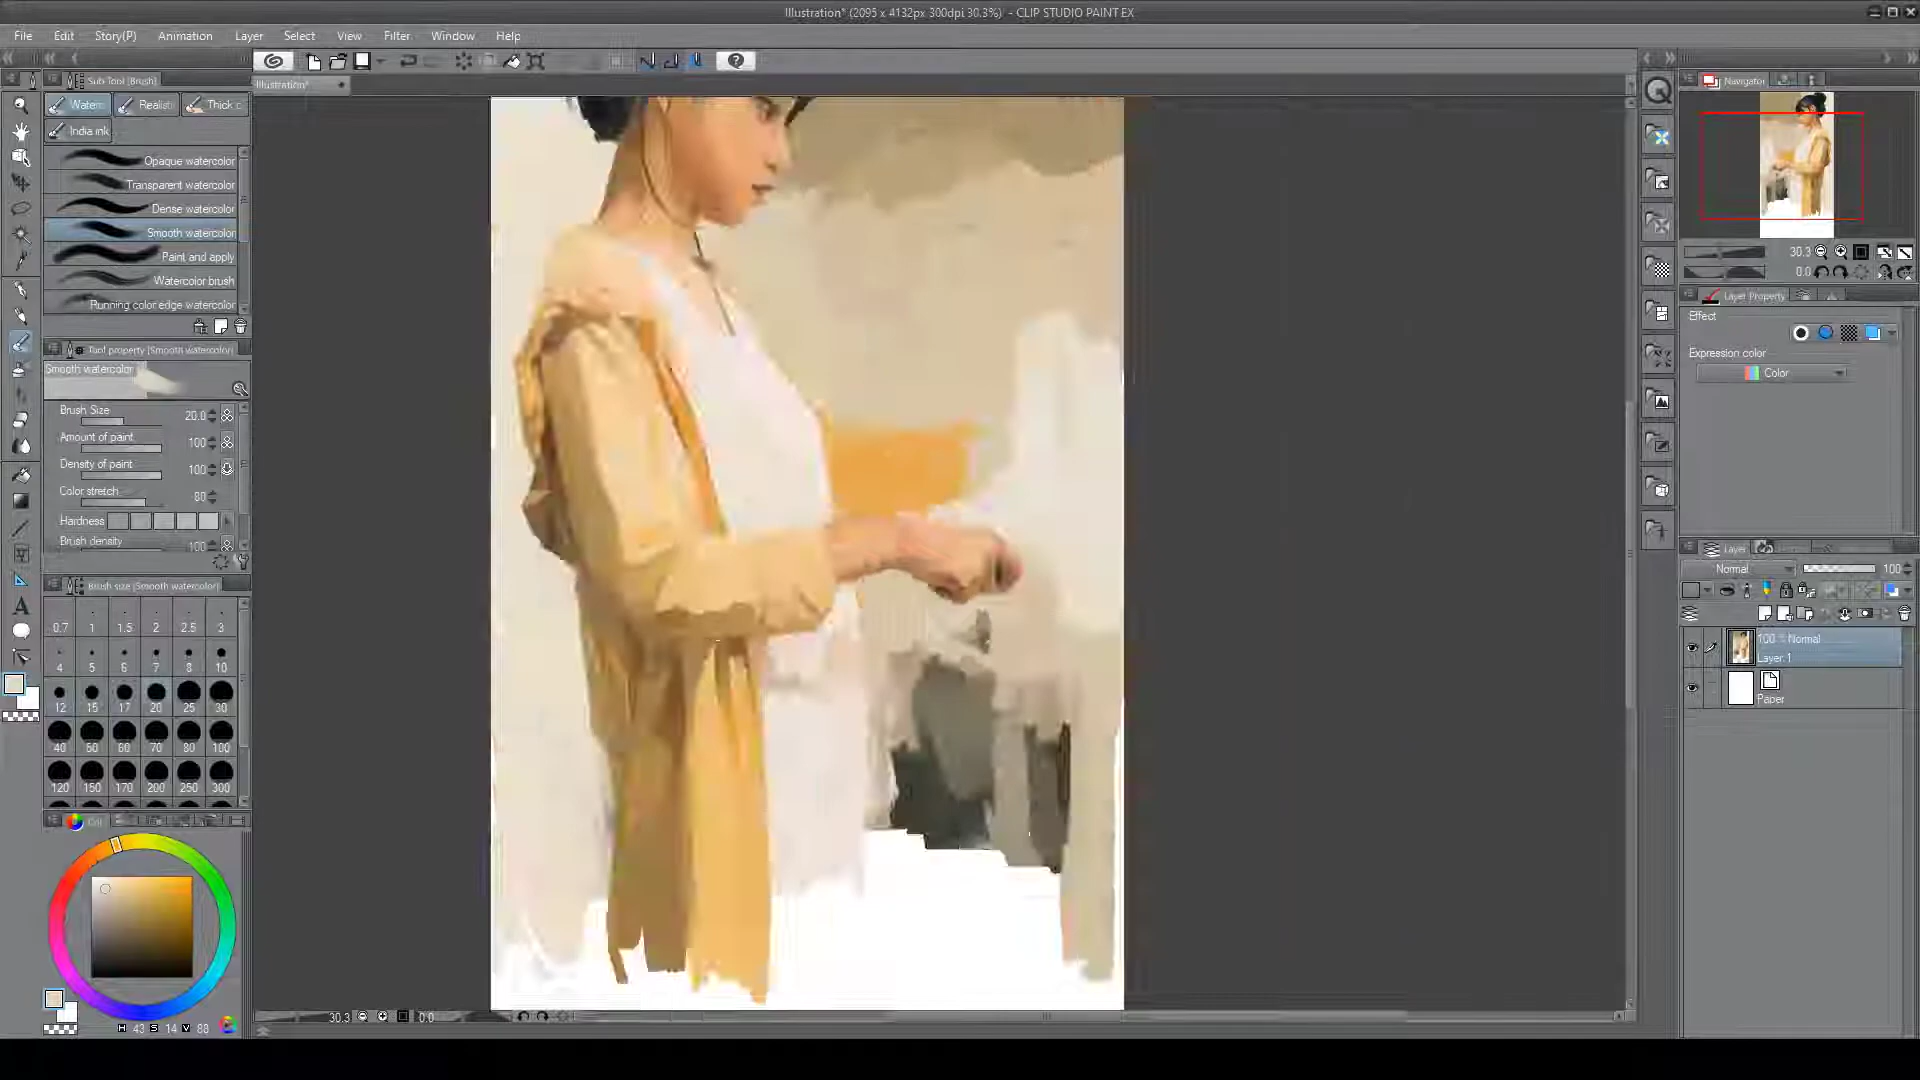 Illustration* (2095 x 4132px 300dpi 30.3%) - CLIP STUDIO PAINT EX
File Edit Story(P) Animation Layer Select View Filter Window Help
Sub Tool [Brush]
Illustration*
Navigator
Waterc
Realisti
Thick c
India ink
Opaque watercolor
Transparent watercolor
Dense watercolor
Smooth watercolor
Paint and apply
Watercolor brush
Running color edge watercolor
30.3
0.0
Tool property [Smooth watercolor]
Smooth watercolor
Brush Size 20.0
Amount of paint 100
Density of paint 100
Color stretch 80
Hardness
Brush density 100
Layer Property
Effect
Expression color
Color
Brush size [Smooth watercolor]
0.7 1 1.5 2 2.5 3
4 5 6 7 8 10
12 15 17 20 25 30
40 50 60 70 80 100
120 150 170 200 250 300
Layer
Normal 100
100 % Normal
Layer 1
Paper
H 43 S 14 V 88
30.3 0.0